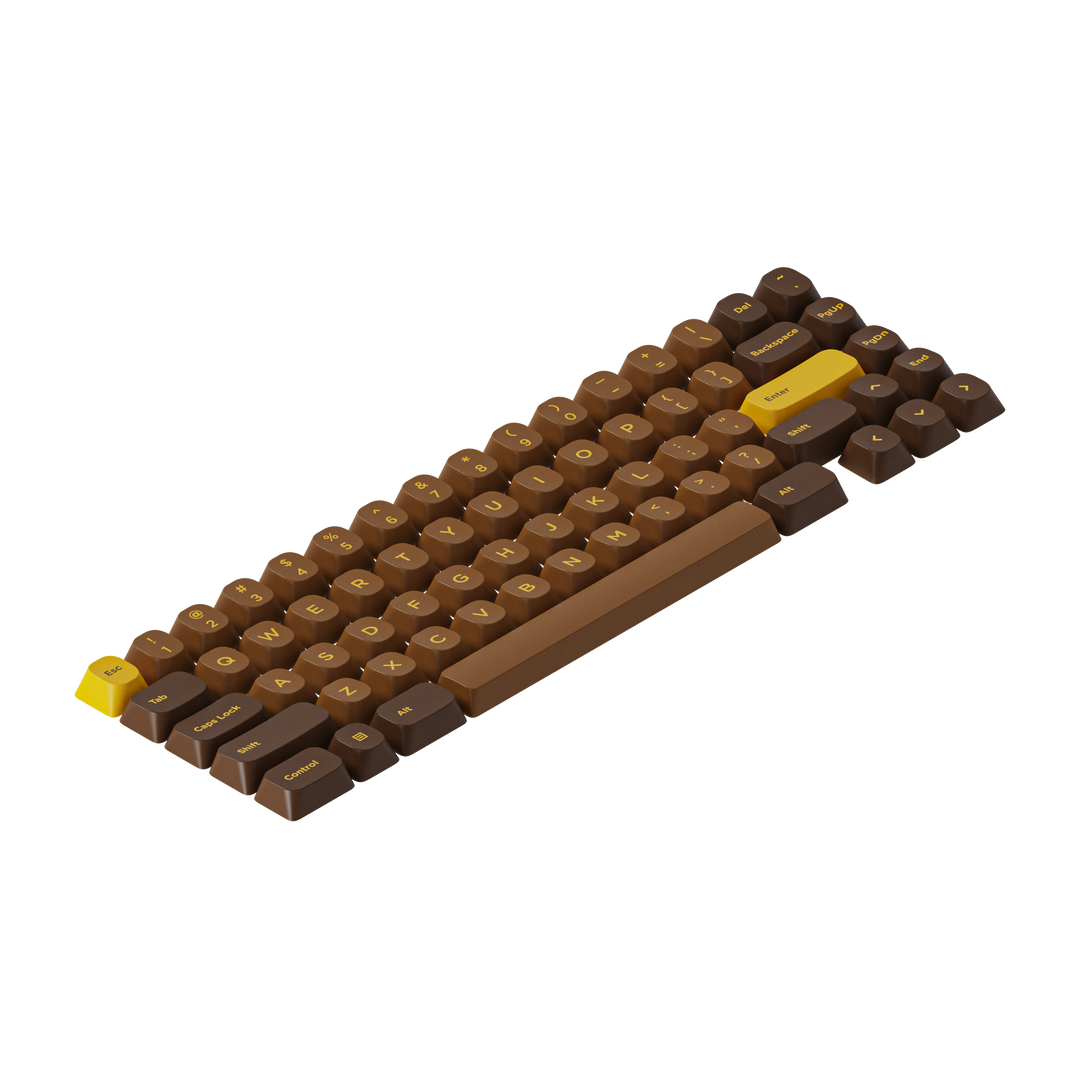 Esc ! 1 @ 2 # 3 $ 4 % 5 ^ 6 & 7 * 8 ( 9 ) 0 — - + = | \ Del ~ `
Tab Q W E R T Y U I O P { [ } ] Backspace PgUp
Caps Lock A S D F G H J K L : ; " ' Enter PgDn
Shift Z X C V B N M < , > . ? / Shift ^ End
Control Alt Alt < ⌄ >